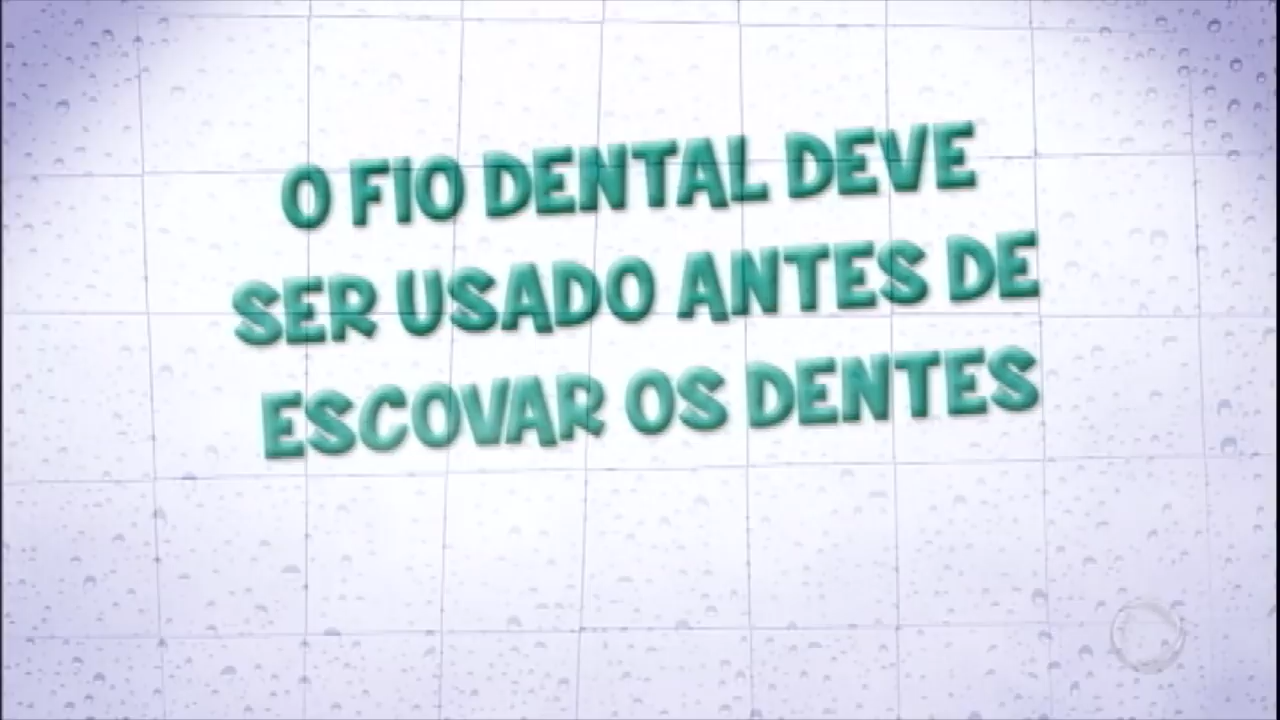 O FIO DENTAL DEVE
SER USADO ANTES DE
ESCOVAR OS DENTES